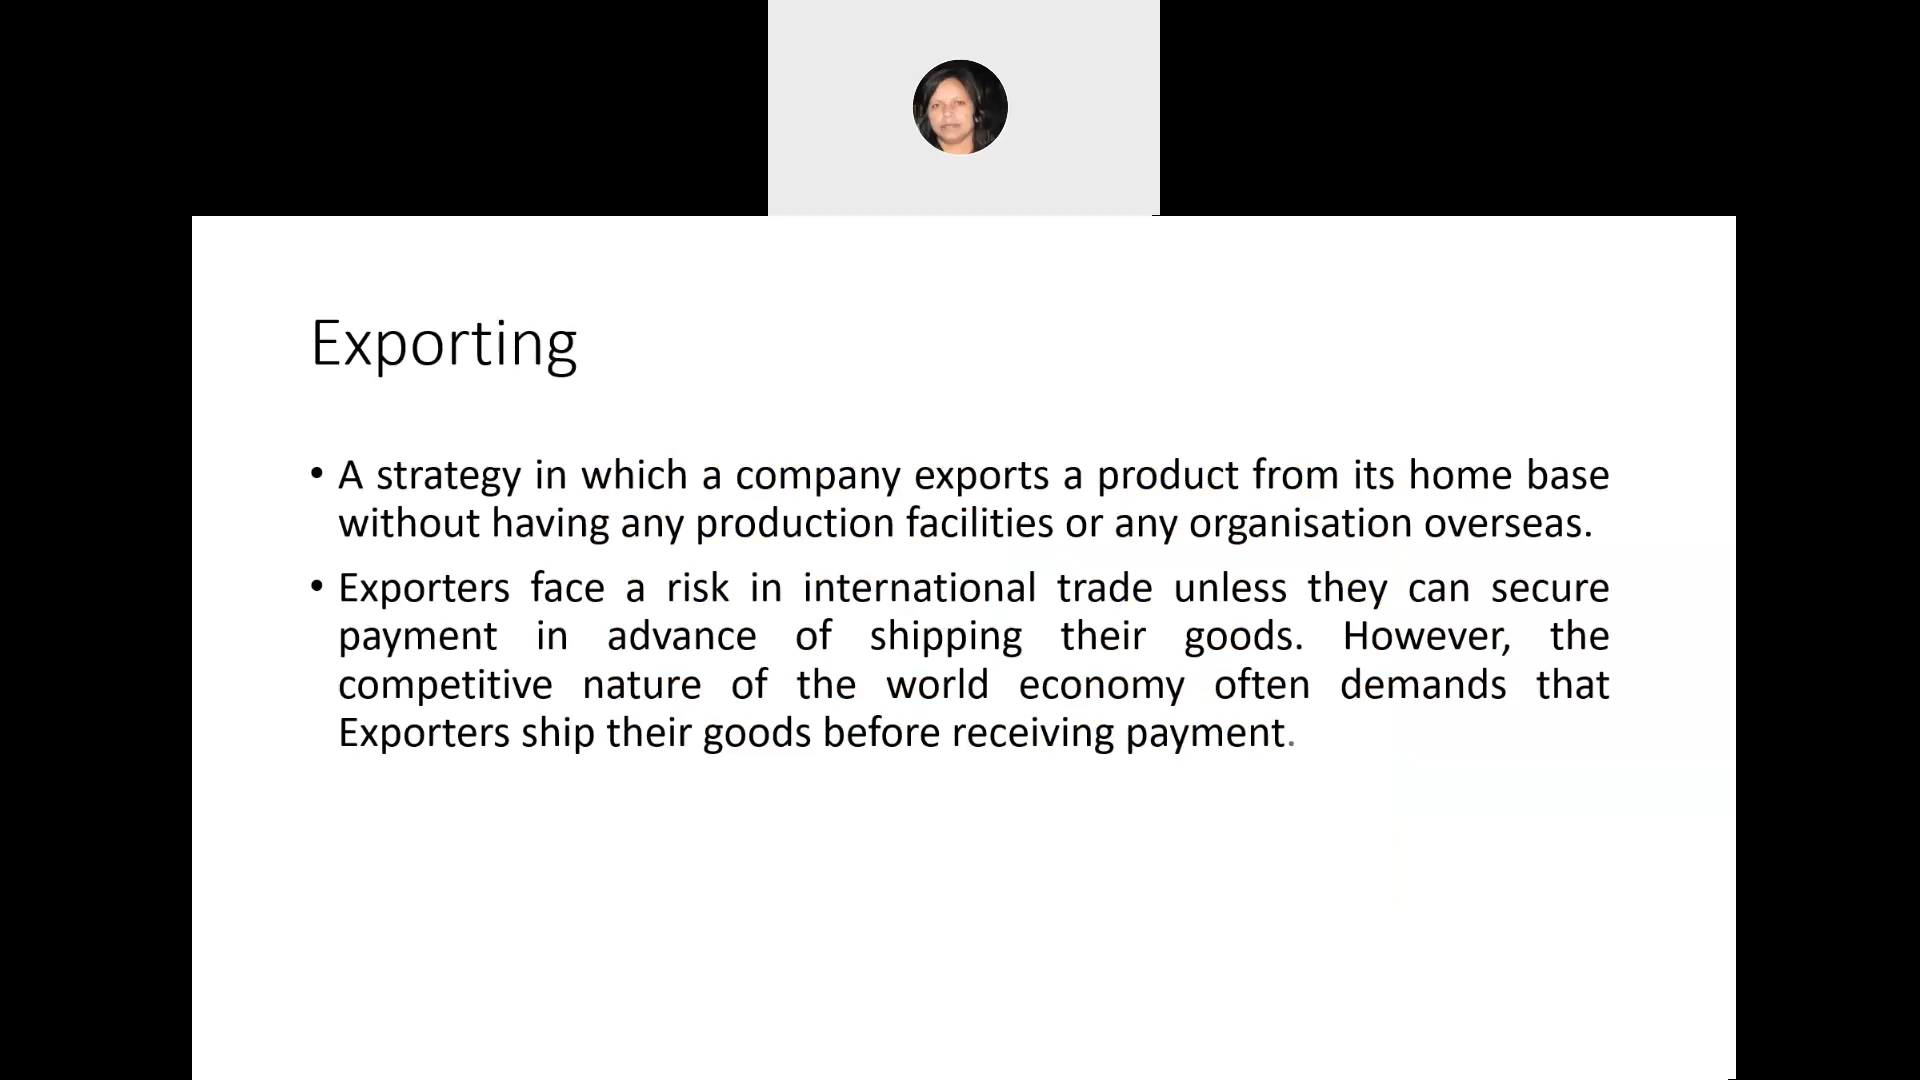 Exporting
• A strategy in which a company exports a product from its home base
without having any production facilities or any organisation overseas.
• Exporters face a risk in international trade unless they can secure
payment in advance of shipping their goods. However, the
competitive nature of the world economy often demands that
Exporters ship their goods before receiving payment.